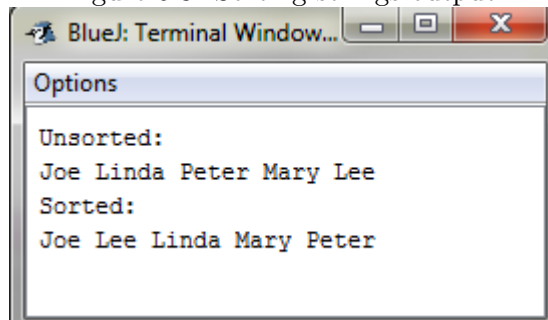 BlueJ: Terminal Window...
Options
Unsorted:
Joe Linda Peter Mary Lee
Sorted:
Joe Lee Linda Mary Peter